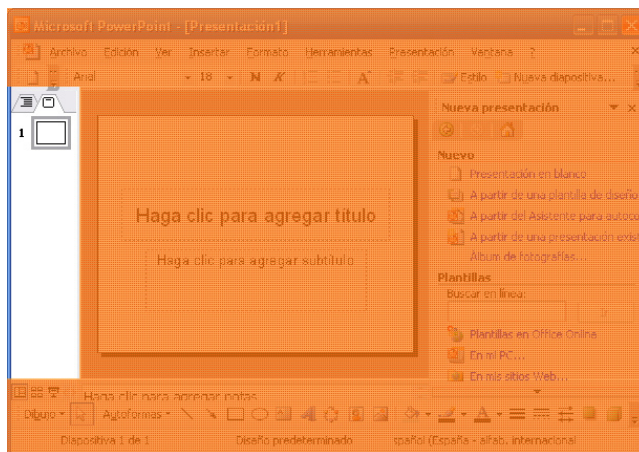 Microsoft PowerPoint - [Presentación1]
Archivo Edición Ver Insertar Formato Herramientas Presentación Ventana ?
Arial 18 N K A Estilo Nueva diapositiva...
Nueva presentación
1
Nuevo
Presentación en blanco
A partir de una plantilla de diseño
A partir del Asistente para autoco
A partir de una presentación exist
Álbum de fotografías...
Haga clic para agregar título
Haga clic para agregar subtítulo
Plantillas
Buscar en línea:
Plantillas en Office Online
En mi PC...
En mis sitios Web...
Haga clic para agregar notas
Dibujo Autoformas
Diapositiva 1 de 1 Diseño predeterminado spañol (España - alfab. internacional